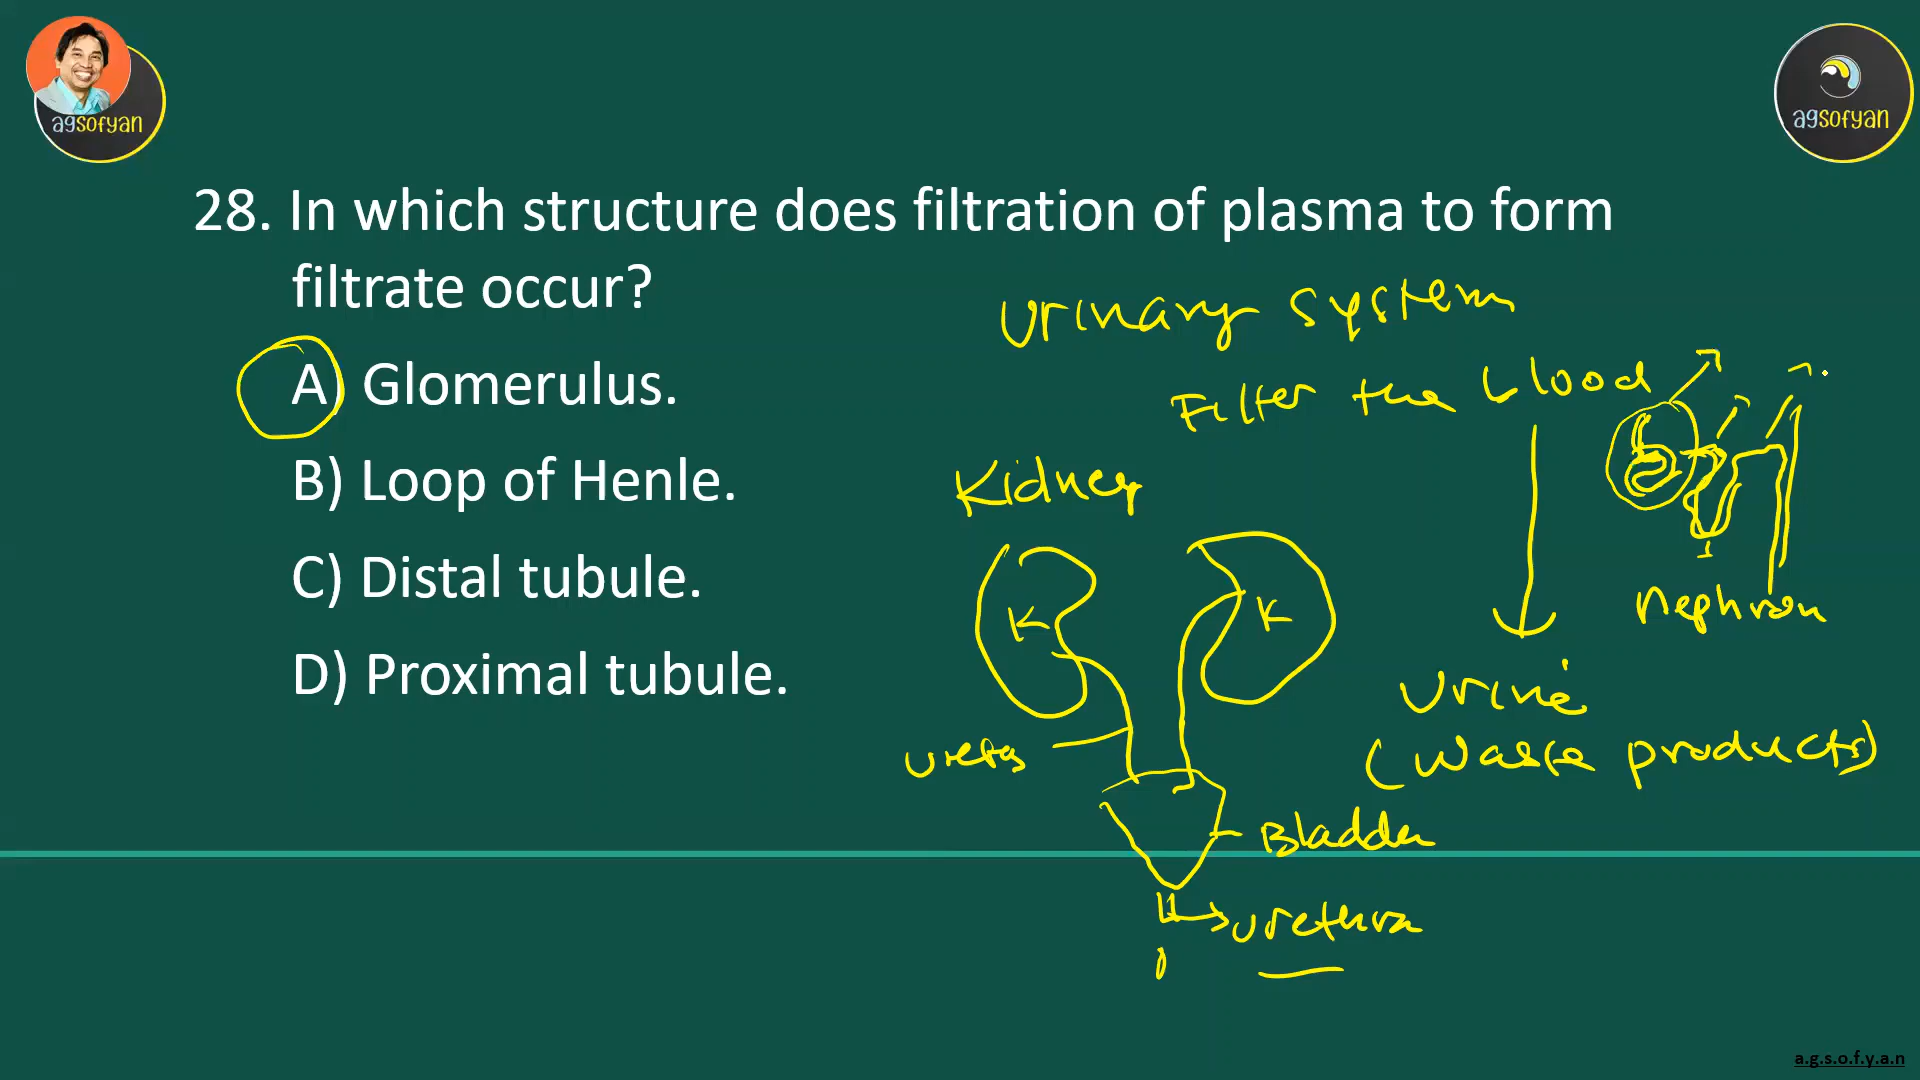 agsofyan
agsofyan
28. In which structure does filtration of plasma to form
filtrate occur?
A) Glomerulus.
B) Loop of Henle.
C) Distal tubule.
D) Proximal tubule.
Urinary system
Filter the blood
Kidney
K
K
nephron
Urine
(Waste products)
Bladder
urethra
a.g.s.o.f.y.a.n